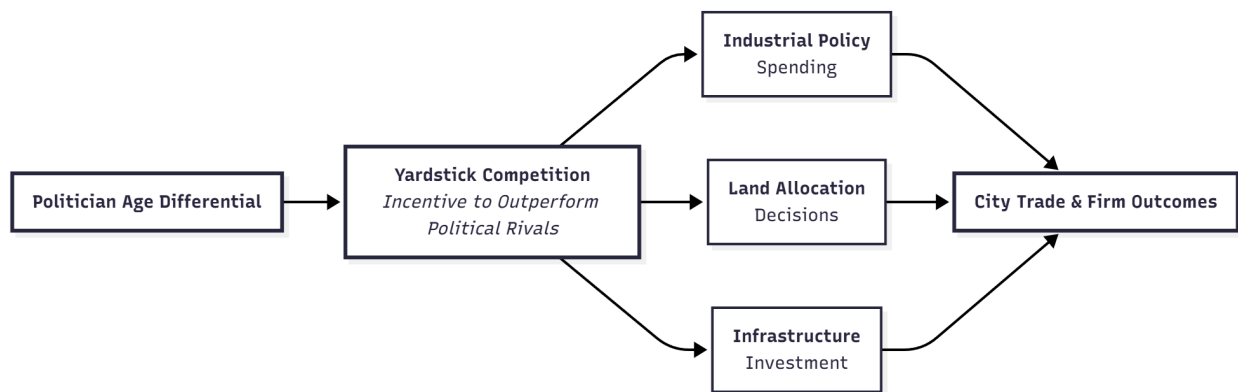 Politician Age Differential
Yardstick Competition
Incentive to Outperform
Political Rivals
Industrial Policy
Spending
Land Allocation
Decisions
Infrastructure
Investment
City Trade & Firm Outcomes